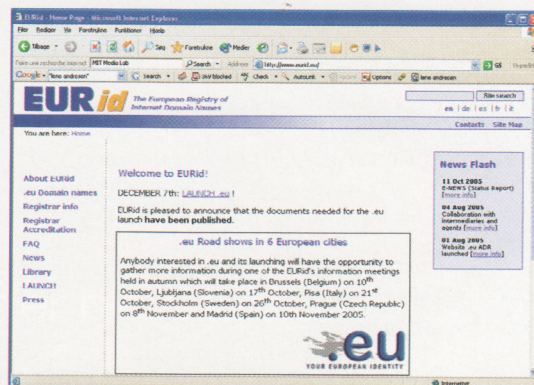 EURid - Home Page - Microsoft Internet Explorer
Filer Rediger Vis Foretrukne Funktioner Hjælp
Tilbage Søg Foretrukne Medier
MIT Media Lab Search Address http://www.eurid.eu/ Gå
Google "lene andresen" Search 369 blocked Check AutoLink Options lene andresen
EURid The European Registry of
Internet Domain Names
Site search
en | de | es | fr | it
Contacts Site Map
You are here: Home
About EURid
.eu Domain names
Registrar info
Registrar
Accreditation
FAQ
News
Library
LAUNCH
Press
Welcome to EURid!
DECEMBER 7th: LAUNCH .eu !
EURid is pleased to announce that the documents needed for the .eu
launch have been published.
.eu Road shows in 6 European cities
Anybody interested in .eu and its launching will have the opportunity to
gather more information during one of the EURid's information meetings
held in autumn which will take place in Brussels (Belgium) on 10th
October, Ljubljana (Slovenia) on 17th October, Pisa (Italy) on 21st
October, Stockholm (Sweden) on 26th October, Prague (Czech Republic)
on 8th November and Madrid (Spain) on 10th November 2005.
.eu
YOUR EUROPEAN IDENTITY
News Flash
11 Oct 2005
E-NEWS (Status Report)
[more info]
04 Aug 2005
Collaboration with
intermediaries and
agents [more info]
01 Aug 2005
Website .eu ADR
launched [more info]
Internettet